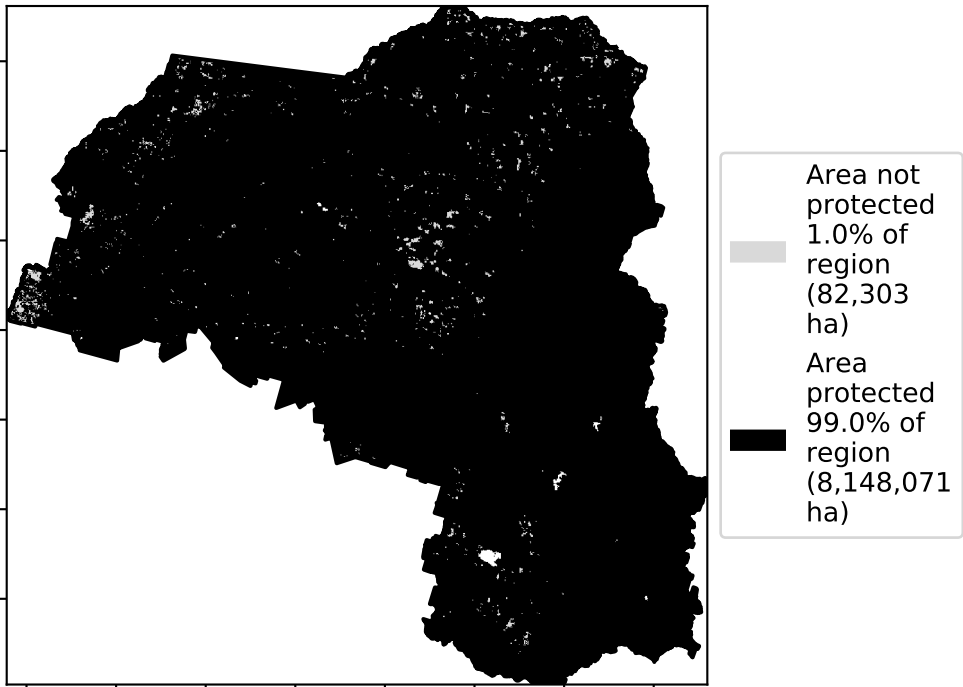 Area not
protected
1.0% of
region
(82,303
ha)
Area
protected
99.0% of
region
(8,148,071
ha)